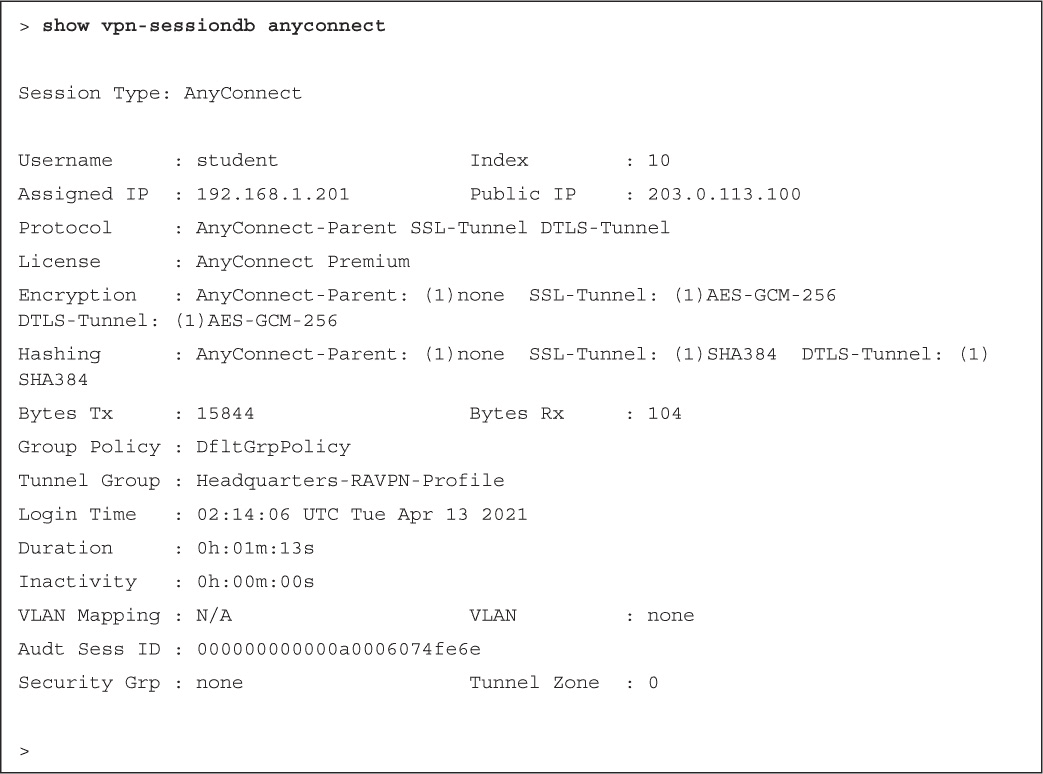 > show vpn-sessiondb anyconnect
Session Type: AnyConnect
Username : student Index : 10
Assigned IP : 192.168.1.201 Public IP : 203.0.113.100
Protocol : AnyConnect-Parent SSL-Tunnel DTLS-Tunnel
License : AnyConnect Premium
Encryption : AnyConnect-Parent: (1)none SSL-Tunnel: (1)AES-GCM-256
DTLS-Tunnel: (1)AES-GCM-256
Hashing : AnyConnect-Parent: (1)none SSL-Tunnel: (1)SHA384 DTLS-Tunnel: (1)
SHA384
Bytes Tx : 15844 Bytes Rx : 104
Group Policy : DfltGrpPolicy
Tunnel Group : Headquarters-RAVPN-Profile
Login Time : 02:14:06 UTC Tue Apr 13 2021
Duration : 0h:01m:13s
Inactivity : 0h:00m:00s
VLAN Mapping : N/A VLAN : none
Audt Sess ID : 000000000000a0006074fe6e
Security Grp : none Tunnel Zone : 0
>